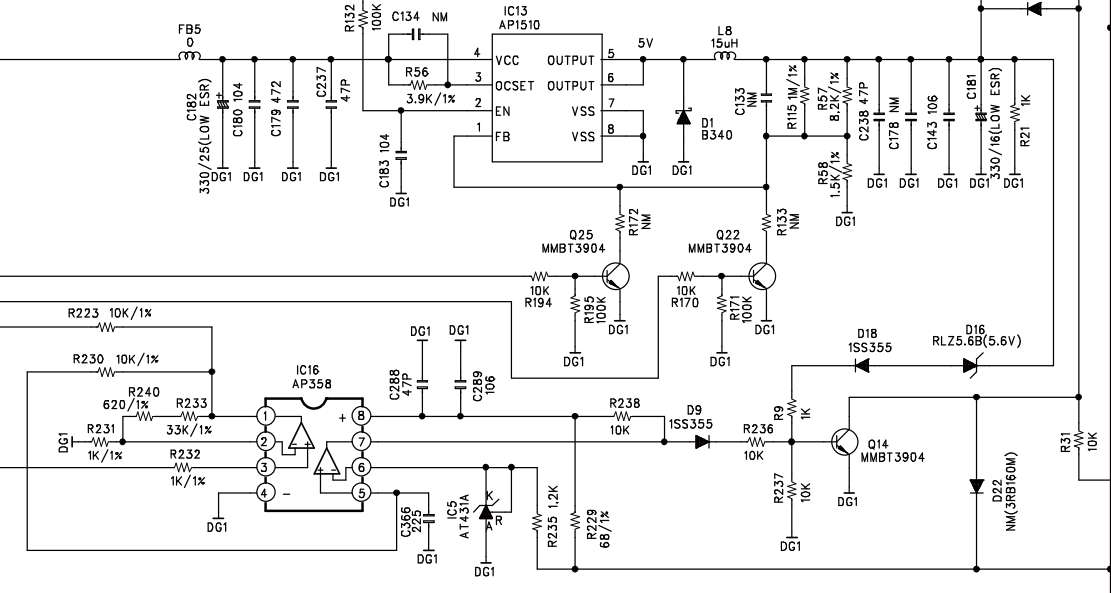 FB5
0
R132
100K
C134 NM
IC13
AP1510
R56
3.9K/1%
4 VCC
3 OCSET
2 EN
1 FB
OUTPUT 5
OUTPUT 6
VSS 7
VSS 8
5V
L8
15uH
C182
330/25(LOW ESR)
C180 104
C179 472
C237
47P
C183 104
DG1
DG1
DG1
DG1
DG1
DG1
DG1
D1
B340
C133
NM
R115 1M/1%
R57
8.2K/1%
C238 47P
C178 NM
C143 106
C181
330/16(LOW ESR)
1K
R21
R58
1.5K/1%
DG1
DG1
DG1
DG1
DG1
DG1
Q25
MMBT3904
R172
NM
Q22
MMBT3904
R133
NM
10K
R194
R195
100K
DG1
DG1
10K
R170
R171
100K
DG1
DG1
R223 10K/1%
R230 10K/1%
R240
620/1%
R233
33K/1%
R231
1K/1%
DG1
R232
1K/1%
DG1
IC16
AP358
1
2
3
4
8
7
6
5
+
-
+
-
+
-
DG1
DG1
C288
47P
C289
106
R238
10K
D9
1SS355
R236
10K
R9
1K
D18
1SS355
D16
RLZ5.6B(5.6V)
Q14
MMBT3904
DG1
R237
10K
DG1
C366
225
DG1
IC5
AT431A
K
A
R
DG1
R235 1.2K
R229
68/1%
D22
NM(3RB160M)
R31
10K